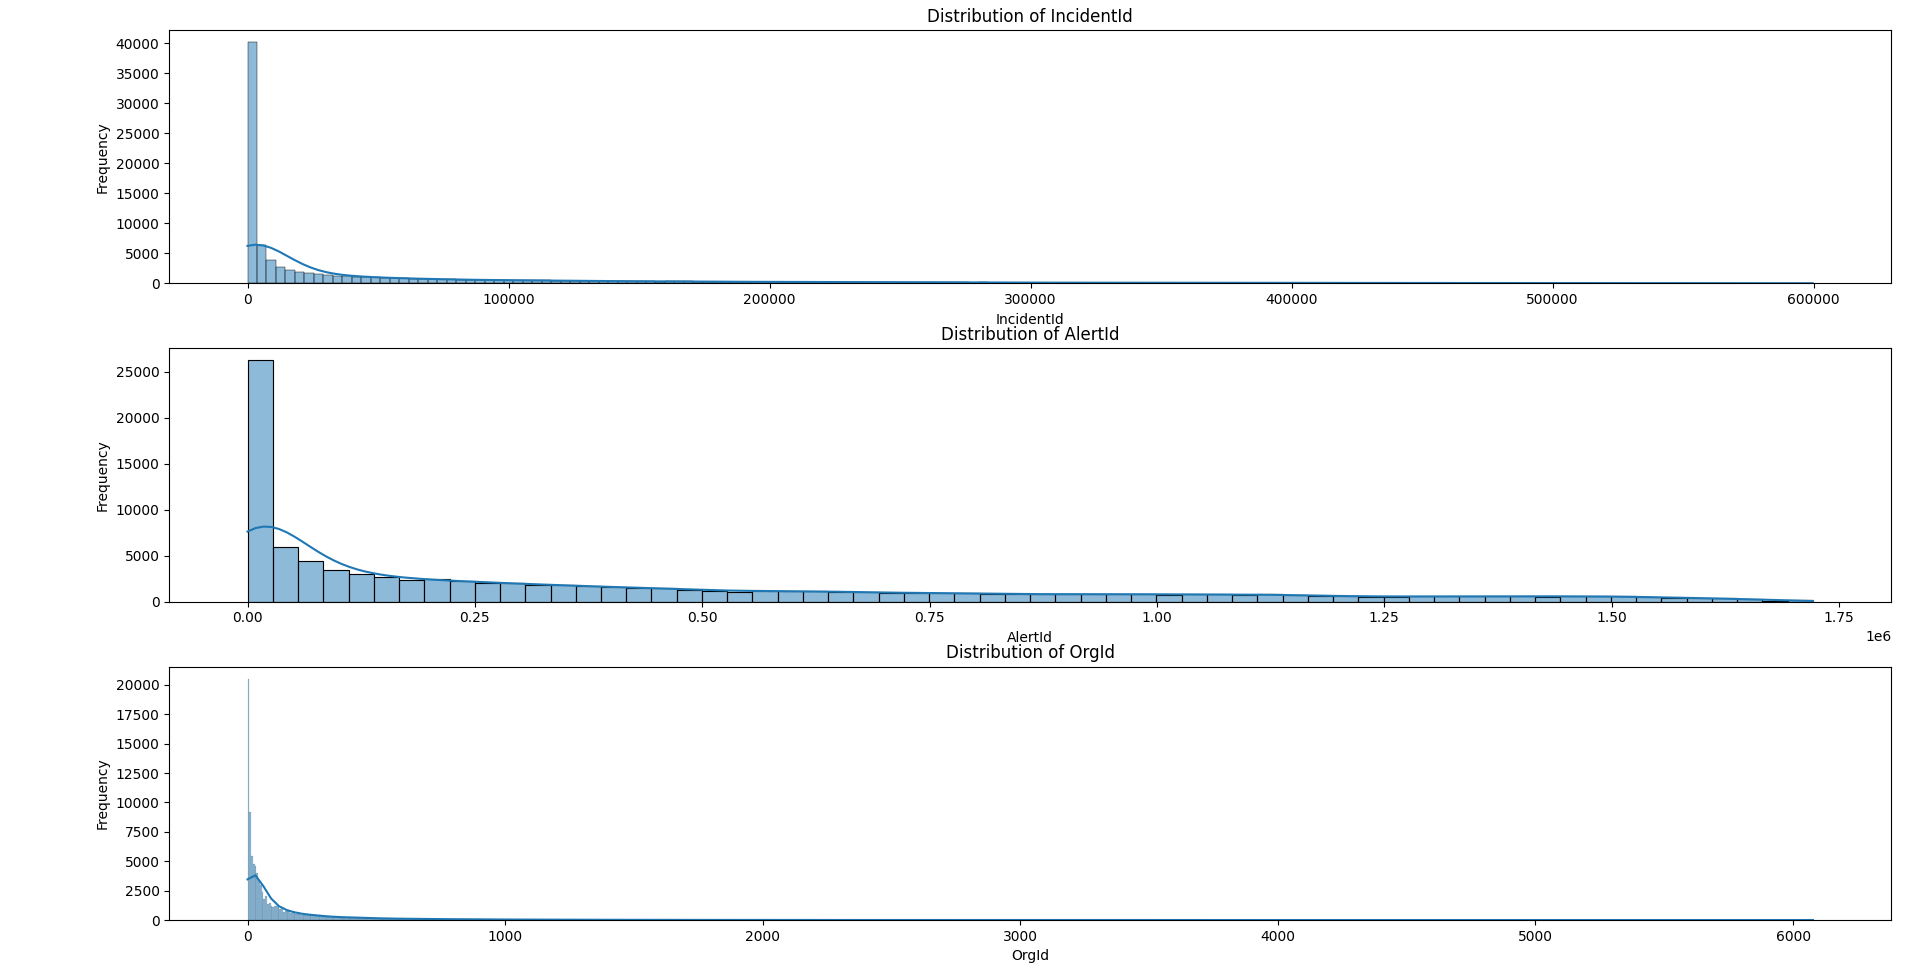 Distribution of IncidentId
40000
35000
30000
25000
20000
15000
10000
5000
0
Frequency
0 100000 200000 300000 400000 500000 600000
IncidentId
Distribution of AlertId
25000
20000
15000
10000
5000
0
Frequency
0.00 0.25 0.50 0.75 1.00 1.25 1.50 1.75
1e6
AlertId
Distribution of OrgId
20000
17500
15000
12500
10000
7500
5000
2500
0
Frequency
0 1000 2000 3000 4000 5000 6000
OrgId